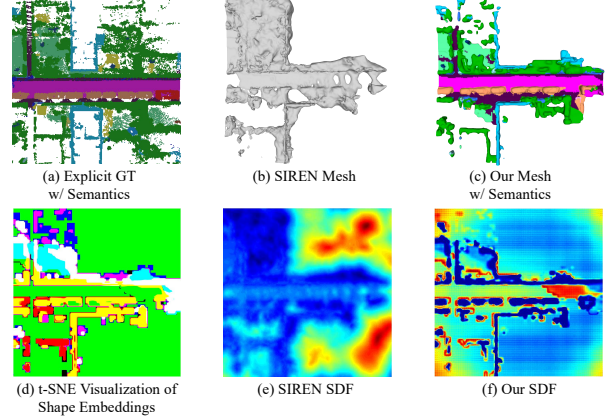 (a) Explicit GT
w/ Semantics
(b) SIREN Mesh
(c) Our Mesh
w/ Semantics
(d) t-SNE Visualization of
Shape Embeddings
(e) SIREN SDF
(f) Our SDF